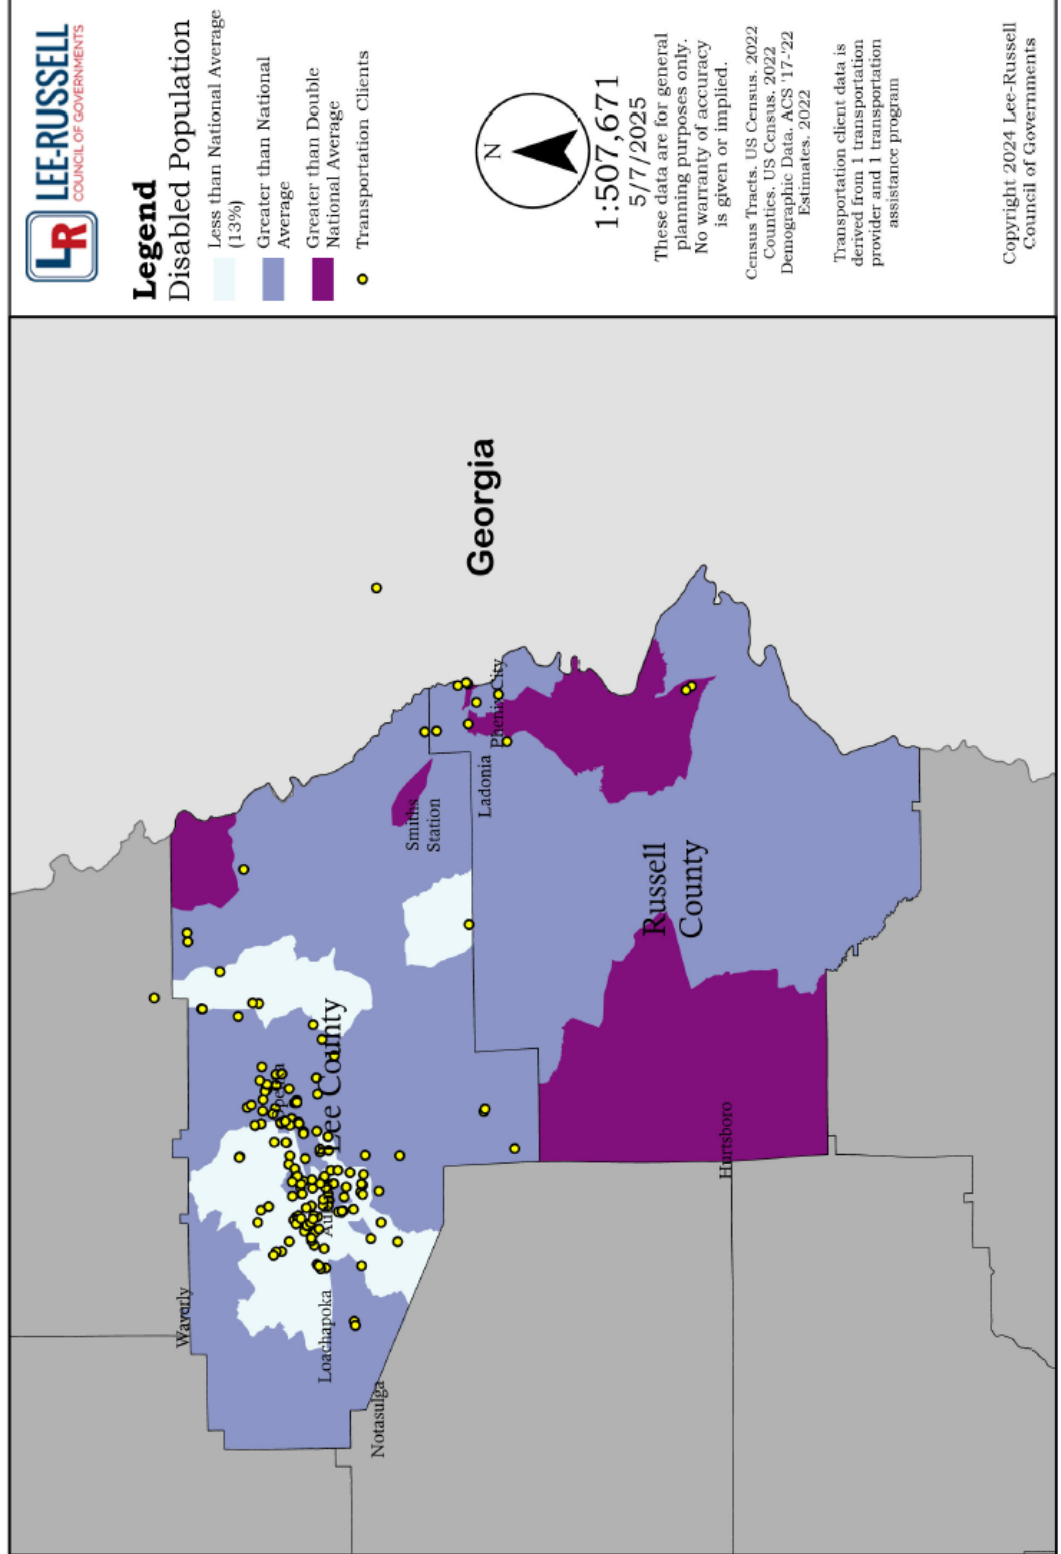 LR LEE-RUSSELL
COUNCIL OF GOVERNMENTS
Legend
Disabled Population
Less than National Average
(13%)
Greater than National
Average
Greater than Double
National Average
Transportation Clients
N
1:507,671
5/7/2025
These data are for general
planning purposes only.
No warranty of accuracy
is given or implied.
Census Tracts. US Census. 2022
Counties. US Census. 2022
Demographic Data. ACS '17-'22
Estimates. 2022
Transportation client data is
derived from 1 transportation
provider and 1 transportation
assistance program
Copyright 2024 Lee-Russell
Council of Governments
Waverly
Loachapoka
Notasulga
Lee County
Smiths
Station
Ladonia
Phenix City
Georgia
Russell
County
Hurtsboro